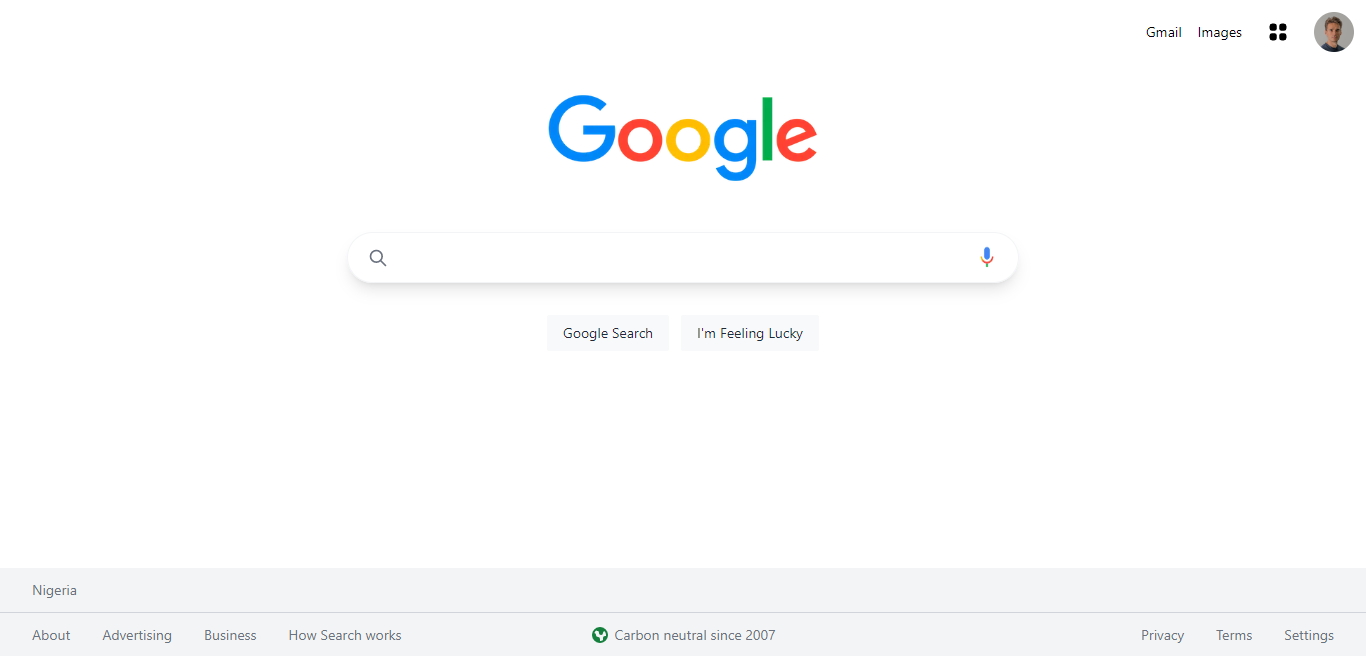 Gmail Images
Google
Google Search I'm Feeling Lucky
Nigeria
About Advertising Business How Search works Carbon neutral since 2007 Privacy Terms Settings